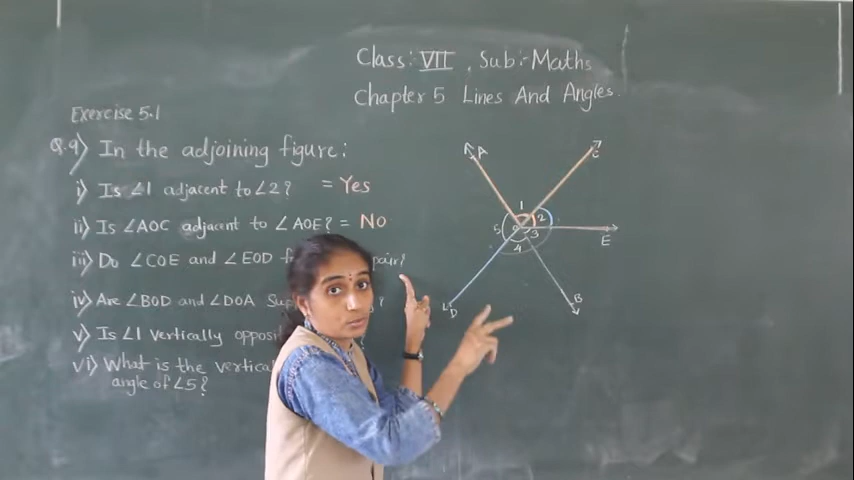 Class: VII, Sub:- Maths
Chapter 5 Lines And Angles.
Exercise 5.1
Q.9) In the adjoining figure:
i) Is ∠1 adjacent to ∠2? = Yes
ii) Is ∠AOC adjacent to ∠AOE? = No
iii) Do ∠COE and ∠EOD pair?
iv) Are ∠BOD and ∠DOA ?
v) Is ∠1 vertically
vi) What is the
angle of ∠5?
A
C
1
2
5
O
3
4
E
D
B